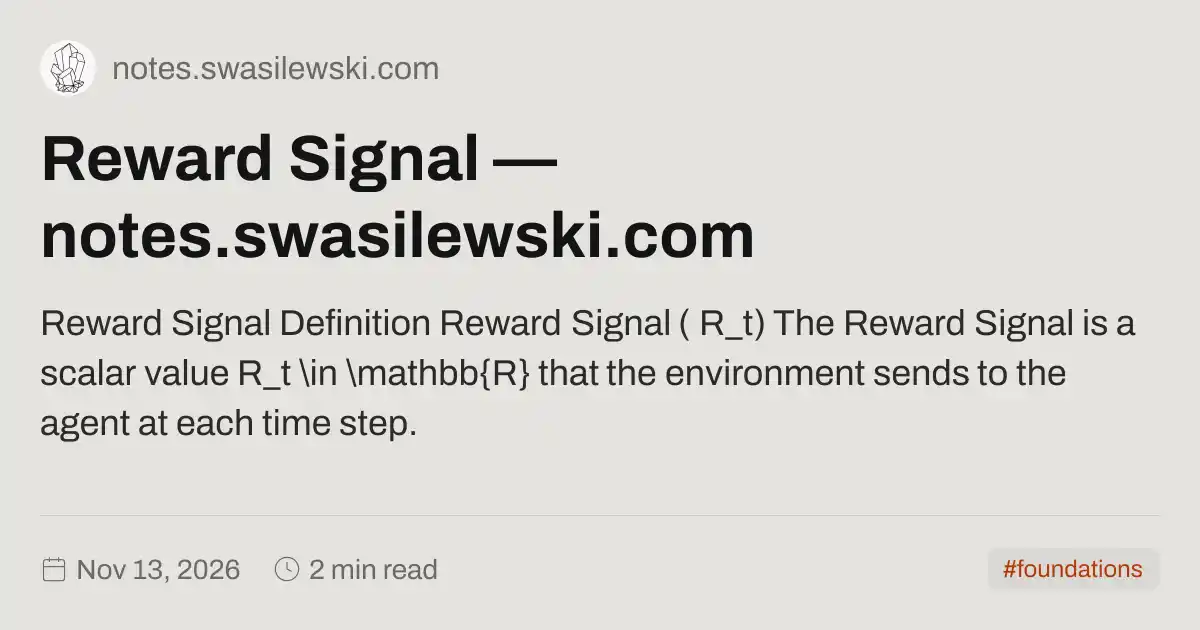 notes.swasilewski.com
Reward Signal —
notes.swasilewski.com
Reward Signal Definition Reward Signal ( R_t) The Reward Signal is a
scalar value R_t \in \mathbb{R} that the environment sends to the
agent at each time step.
Nov 13, 2026
2 min read
#foundations